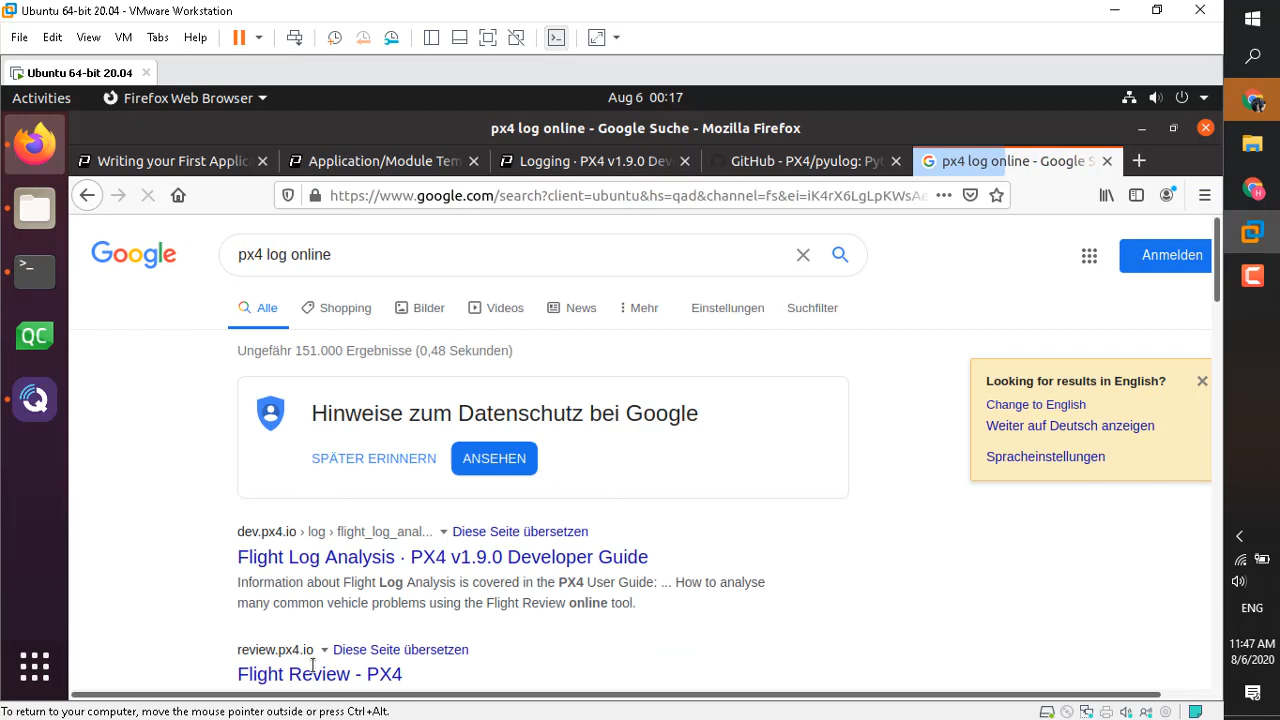 Ubuntu 64-bit 20.04 - VMware Workstation
File Edit View VM Tabs Help
Ubuntu 64-bit 20.04
Activities Firefox Web Browser Aug 6 00:17
px4 log online - Google Suche - Mozilla Firefox
Writing your First Applic Application/Module Tem Logging · PX4 v1.9.0 Dev GitHub - PX4/pyulog: Pyt px4 log online - Google S
https://www.google.com/search?client=ubuntu&hs=qad&channel=fs&ei=iK4rX6LgLpKWsAe
Google px4 log online Anmelden
Alle Shopping Bilder Videos News Mehr Einstellungen Suchfilter
Ungefähr 151.000 Ergebnisse (0,48 Sekunden)
Looking for results in English?
Change to English
Weiter auf Deutsch anzeigen
Spracheinstellungen
Hinweise zum Datenschutz bei Google
SPÄTER ERINNERN ANSEHEN
dev.px4.io › log › flight_log_anal... Diese Seite übersetzen
Flight Log Analysis · PX4 v1.9.0 Developer Guide
Information about Flight Log Analysis is covered in the PX4 User Guide: ... How to analyse
many common vehicle problems using the Flight Review online tool.
review.px4.io Diese Seite übersetzen
Flight Review - PX4
QC
ENG
11:47 AM
8/6/2020
To return to your computer, move the mouse pointer outside or press Ctrl+Alt.